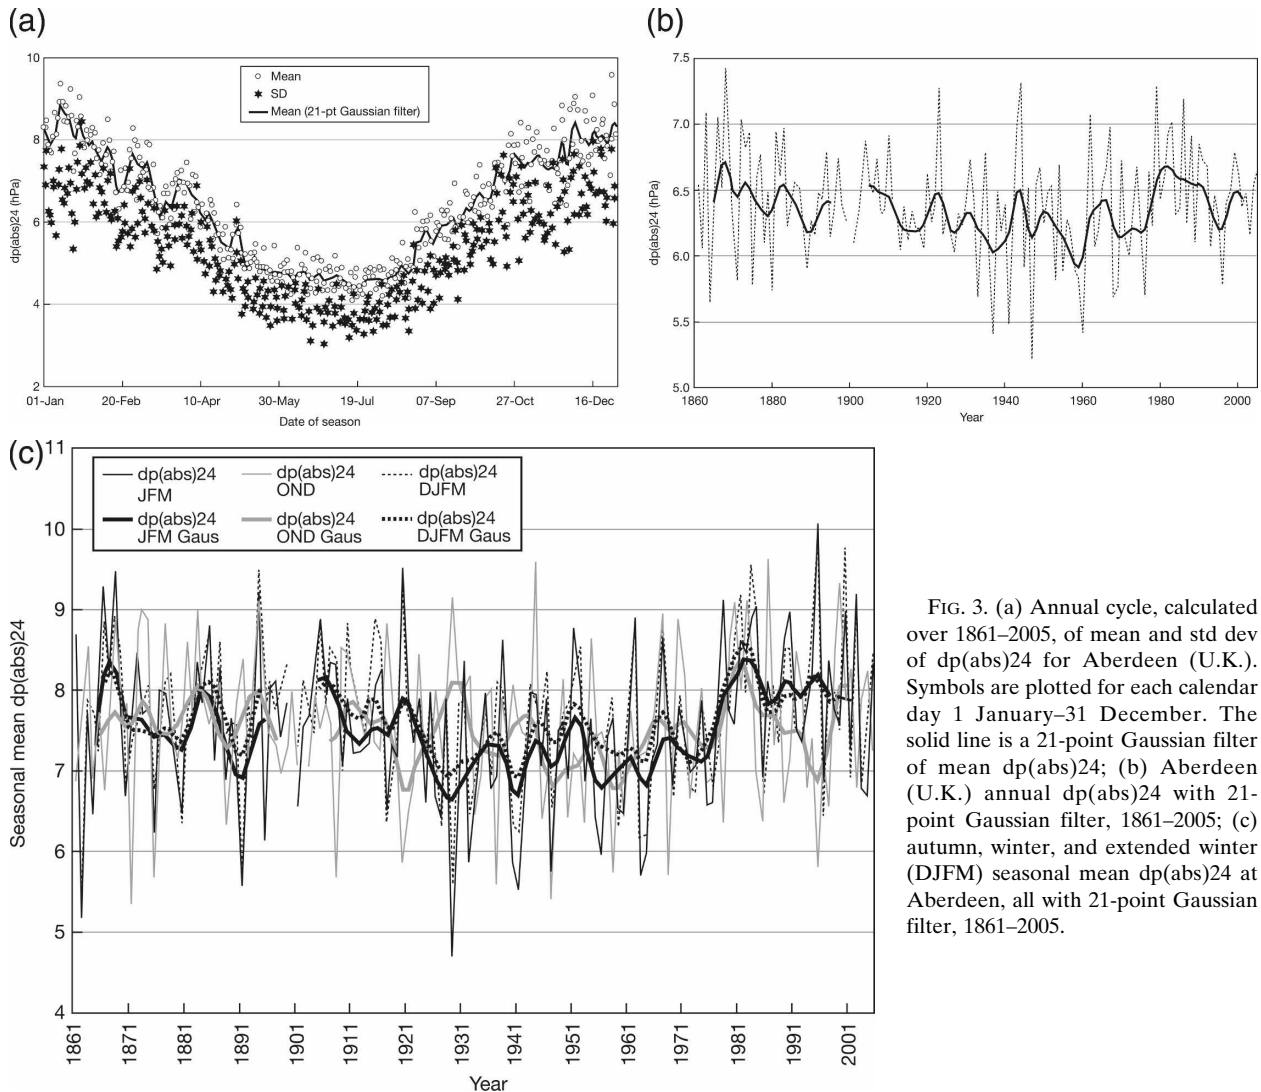 (a)
10
8
6
4
2
dp(abs)24 (hPa)
Mean
SD
Mean (21-pt Gaussian filter)
01-Jan 20-Feb 10-Apr 30-May 19-Jul 07-Sep 27-Oct 16-Dec
Date of season
(b)
7.5
7.0
6.5
6.0
5.5
5.0
dp(abs)24 (hPa)
1860 1880 1900 1920 1940 1960 1980 2000
Year
(c)
11
10
9
8
7
6
5
4
Seasonal mean dp(abs)24
dp(abs)24 JFM
dp(abs)24 OND
dp(abs)24 DJFM
dp(abs)24 JFM Gaus
dp(abs)24 OND Gaus
dp(abs)24 DJFM Gaus
1861 1871 1881 1891 1901 1911 1921 1931 1941 1951 1961 1971 1981 1991 2001
Year
FIG. 3. (a) Annual cycle, calculated
over 1861–2005, of mean and std dev
of dp(abs)24 for Aberdeen (U.K.).
Symbols are plotted for each calendar
day 1 January–31 December. The
solid line is a 21-point Gaussian filter
of mean dp(abs)24; (b) Aberdeen
(U.K.) annual dp(abs)24 with 21-
point Gaussian filter, 1861–2005; (c)
autumn, winter, and extended winter
(DJFM) seasonal mean dp(abs)24 at
Aberdeen, all with 21-point Gaussian
filter, 1861–2005.